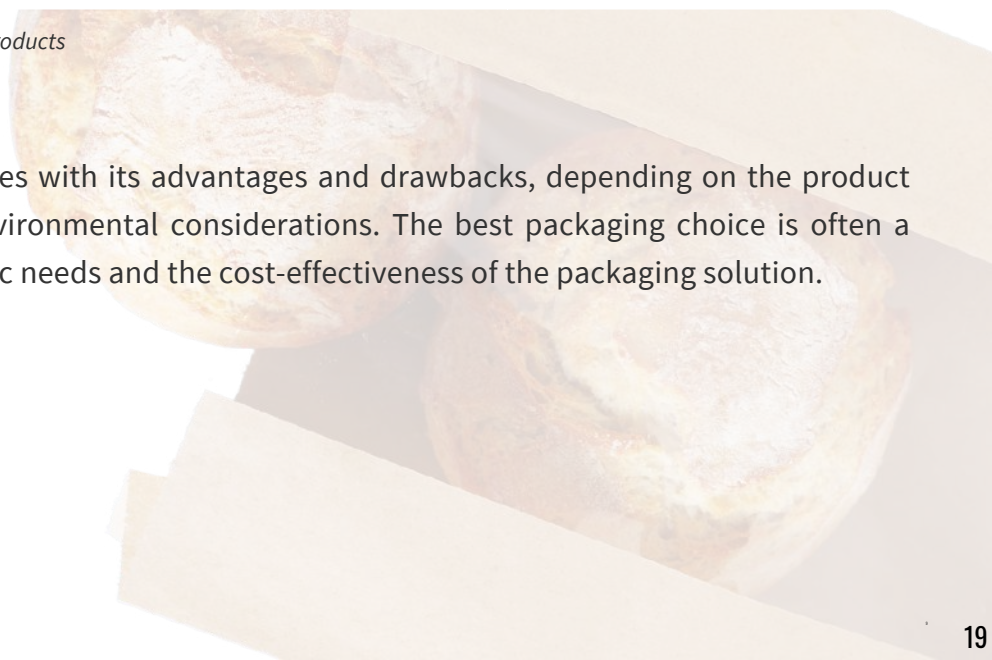 oducts
es with its advantages and drawbacks, depending on the product
vironmental considerations. The best packaging choice is often a
c needs and the cost-effectiveness of the packaging solution.
19